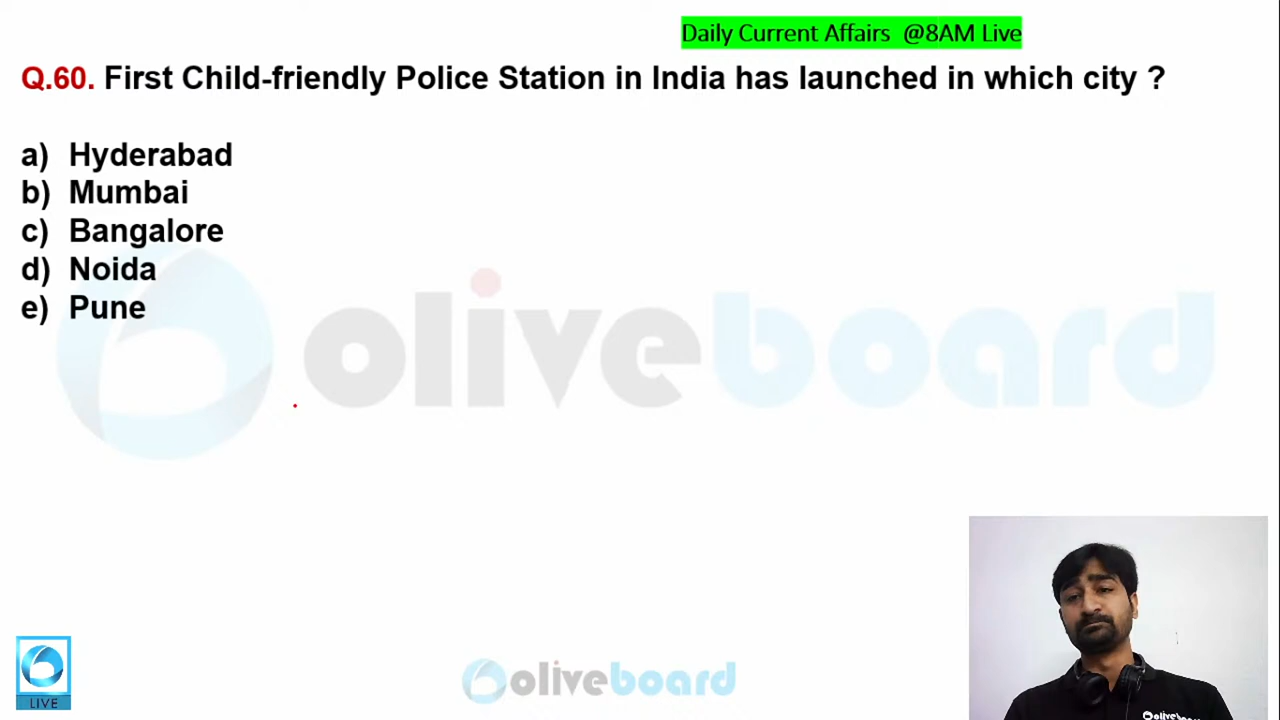 Daily Current Affairs @8AM Live
Q.60. First Child-friendly Police Station in India has launched in which city ?
a) Hyderabad
b) Mumbai
c) Bangalore
d) Noida
e) Pune
oliveboard
oliveboard
LIVE
Oliveboard